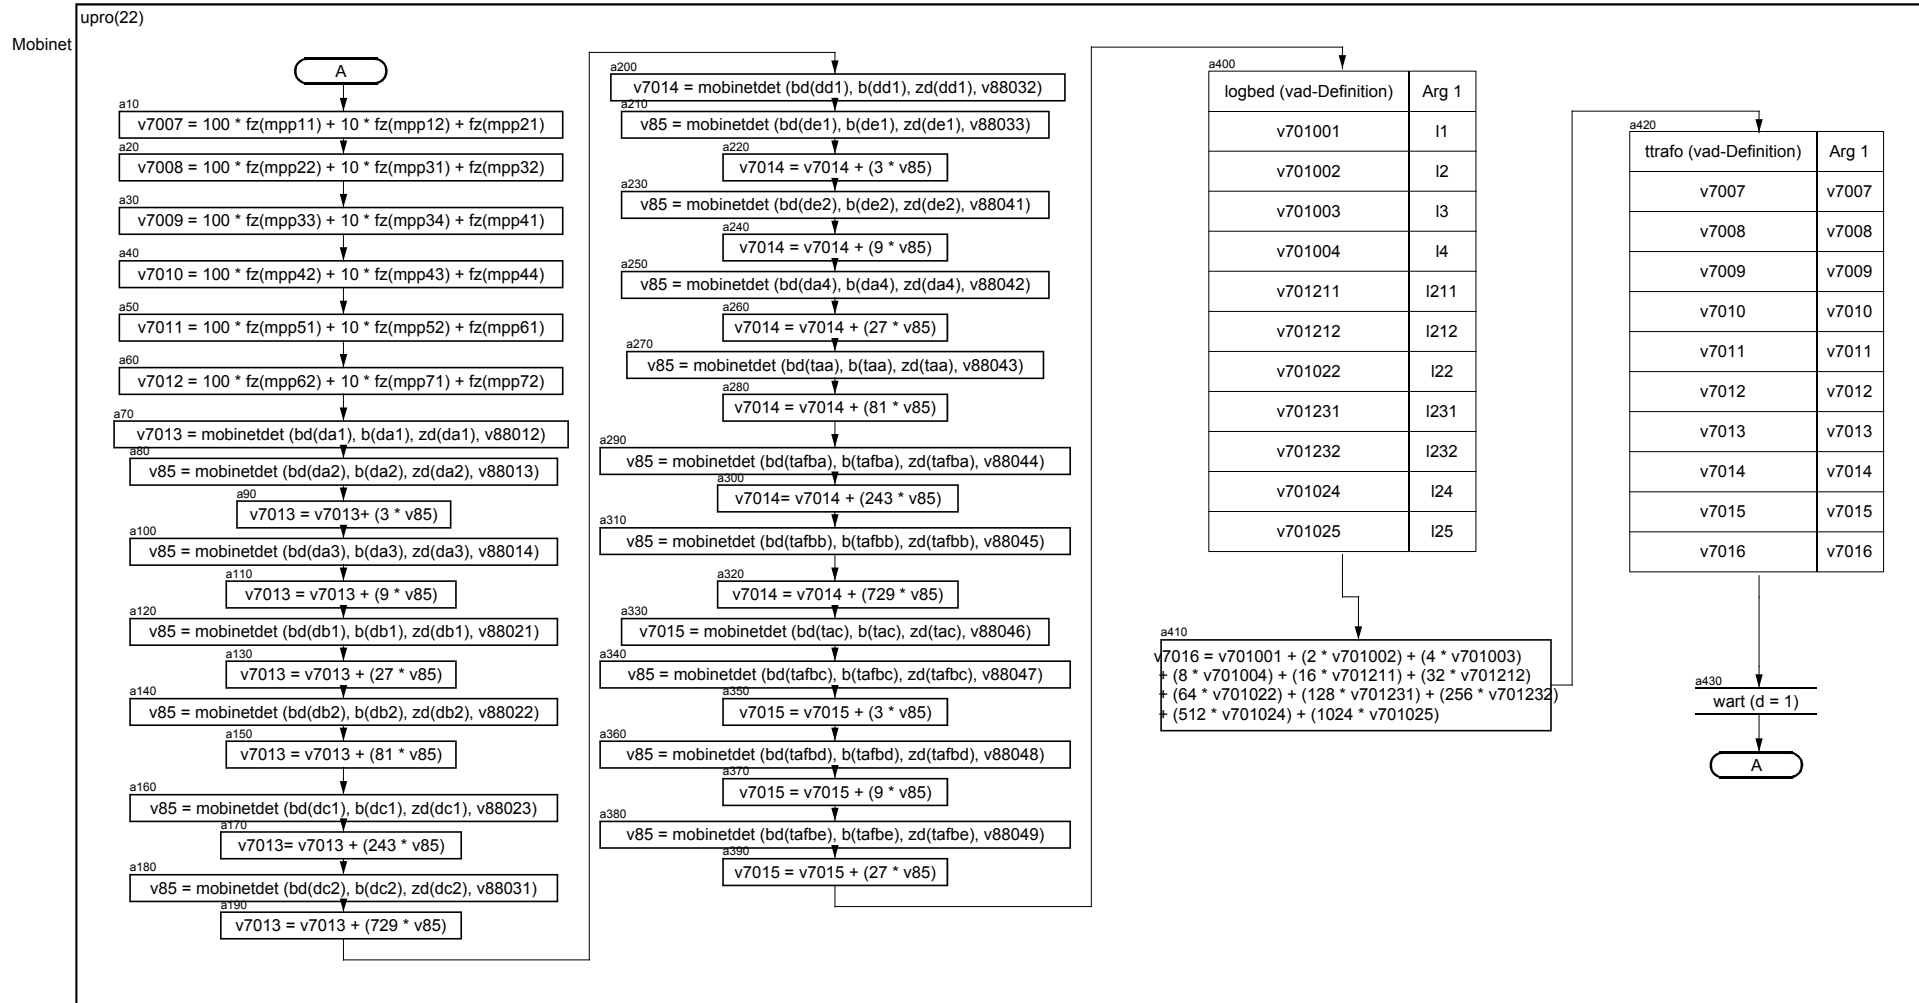 upro(22)
Mobinet
A
a10
v7007 = 100 * fz(mpp11) + 10 * fz(mpp12) + fz(mpp21)
a20
v7008 = 100 * fz(mpp22) + 10 * fz(mpp31) + fz(mpp32)
a30
v7009 = 100 * fz(mpp33) + 10 * fz(mpp34) + fz(mpp41)
a40
v7010 = 100 * fz(mpp42) + 10 * fz(mpp43) + fz(mpp44)
a50
v7011 = 100 * fz(mpp51) + 10 * fz(mpp52) + fz(mpp61)
a60
v7012 = 100 * fz(mpp62) + 10 * fz(mpp71) + fz(mpp72)
a70
v7013 = mobinetdet (bd(da1), b(da1), zd(da1), v88012)
a80
v85 = mobinetdet (bd(da2), b(da2), zd(da2), v88013)
a90
v7013 = v7013+ (3 * v85)
a100
v85 = mobinetdet (bd(da3), b(da3), zd(da3), v88014)
a110
v7013 = v7013 + (9 * v85)
a120
v85 = mobinetdet (bd(db1), b(db1), zd(db1), v88021)
a130
v7013 = v7013 + (27 * v85)
a140
v85 = mobinetdet (bd(db2), b(db2), zd(db2), v88022)
a150
v7013 = v7013 + (81 * v85)
a160
v85 = mobinetdet (bd(dc1), b(dc1), zd(dc1), v88023)
a170
v7013= v7013 + (243 * v85)
a180
v85 = mobinetdet (bd(dc2), b(dc2), zd(dc2), v88031)
a190
v7013 = v7013 + (729 * v85)
a200
v7014 = mobinetdet (bd(dd1), b(dd1), zd(dd1), v88032)
a210
v85 = mobinetdet (bd(de1), b(de1), zd(de1), v88033)
a220
v7014 = v7014 + (3 * v85)
a230
v85 = mobinetdet (bd(de2), b(de2), zd(de2), v88041)
a240
v7014 = v7014 + (9 * v85)
a250
v85 = mobinetdet (bd(da4), b(da4), zd(da4), v88042)
a260
v7014 = v7014 + (27 * v85)
a270
v85 = mobinetdet (bd(taa), b(taa), zd(taa), v88043)
a280
v7014 = v7014 + (81 * v85)
a290
v85 = mobinetdet (bd(tafba), b(tafba), zd(tafba), v88044)
a300
v7014= v7014 + (243 * v85)
a310
v85 = mobinetdet (bd(tafbb), b(tafbb), zd(tafbb), v88045)
a320
v7014 = v7014 + (729 * v85)
a330
v7015 = mobinetdet (bd(tac), b(tac), zd(tac), v88046)
a340
v85 = mobinetdet (bd(tafbc), b(tafbc), zd(tafbc), v88047)
a350
v7015 = v7015 + (3 * v85)
a360
v85 = mobinetdet (bd(tafbd), b(tafbd), zd(tafbd), v88048)
a370
v7015 = v7015 + (9 * v85)
a380
v85 = mobinetdet (bd(tafbe), b(tafbe), zd(tafbe), v88049)
a390
v7015 = v7015 + (27 * v85)
a400
logbed (vad-Definition) Arg 1
v701001 l1
v701002 l2
v701003 l3
v701004 l4
v701211 l211
v701212 l212
v701022 l22
v701231 l231
v701232 l232
v701024 l24
v701025 l25
a410
v7016 = v701001 + (2 * v701002) + (4 * v701003)
+ (8 * v701004) + (16 * v701211) + (32 * v701212)
+ (64 * v701022) + (128 * v701231) + (256 * v701232)
+ (512 * v701024) + (1024 * v701025)
a420
ttrafo (vad-Definition) Arg 1
v7007 v7007
v7008 v7008
v7009 v7009
v7010 v7010
v7011 v7011
v7012 v7012
v7013 v7013
v7014 v7014
v7015 v7015
v7016 v7016
a430
wart (d = 1)
A